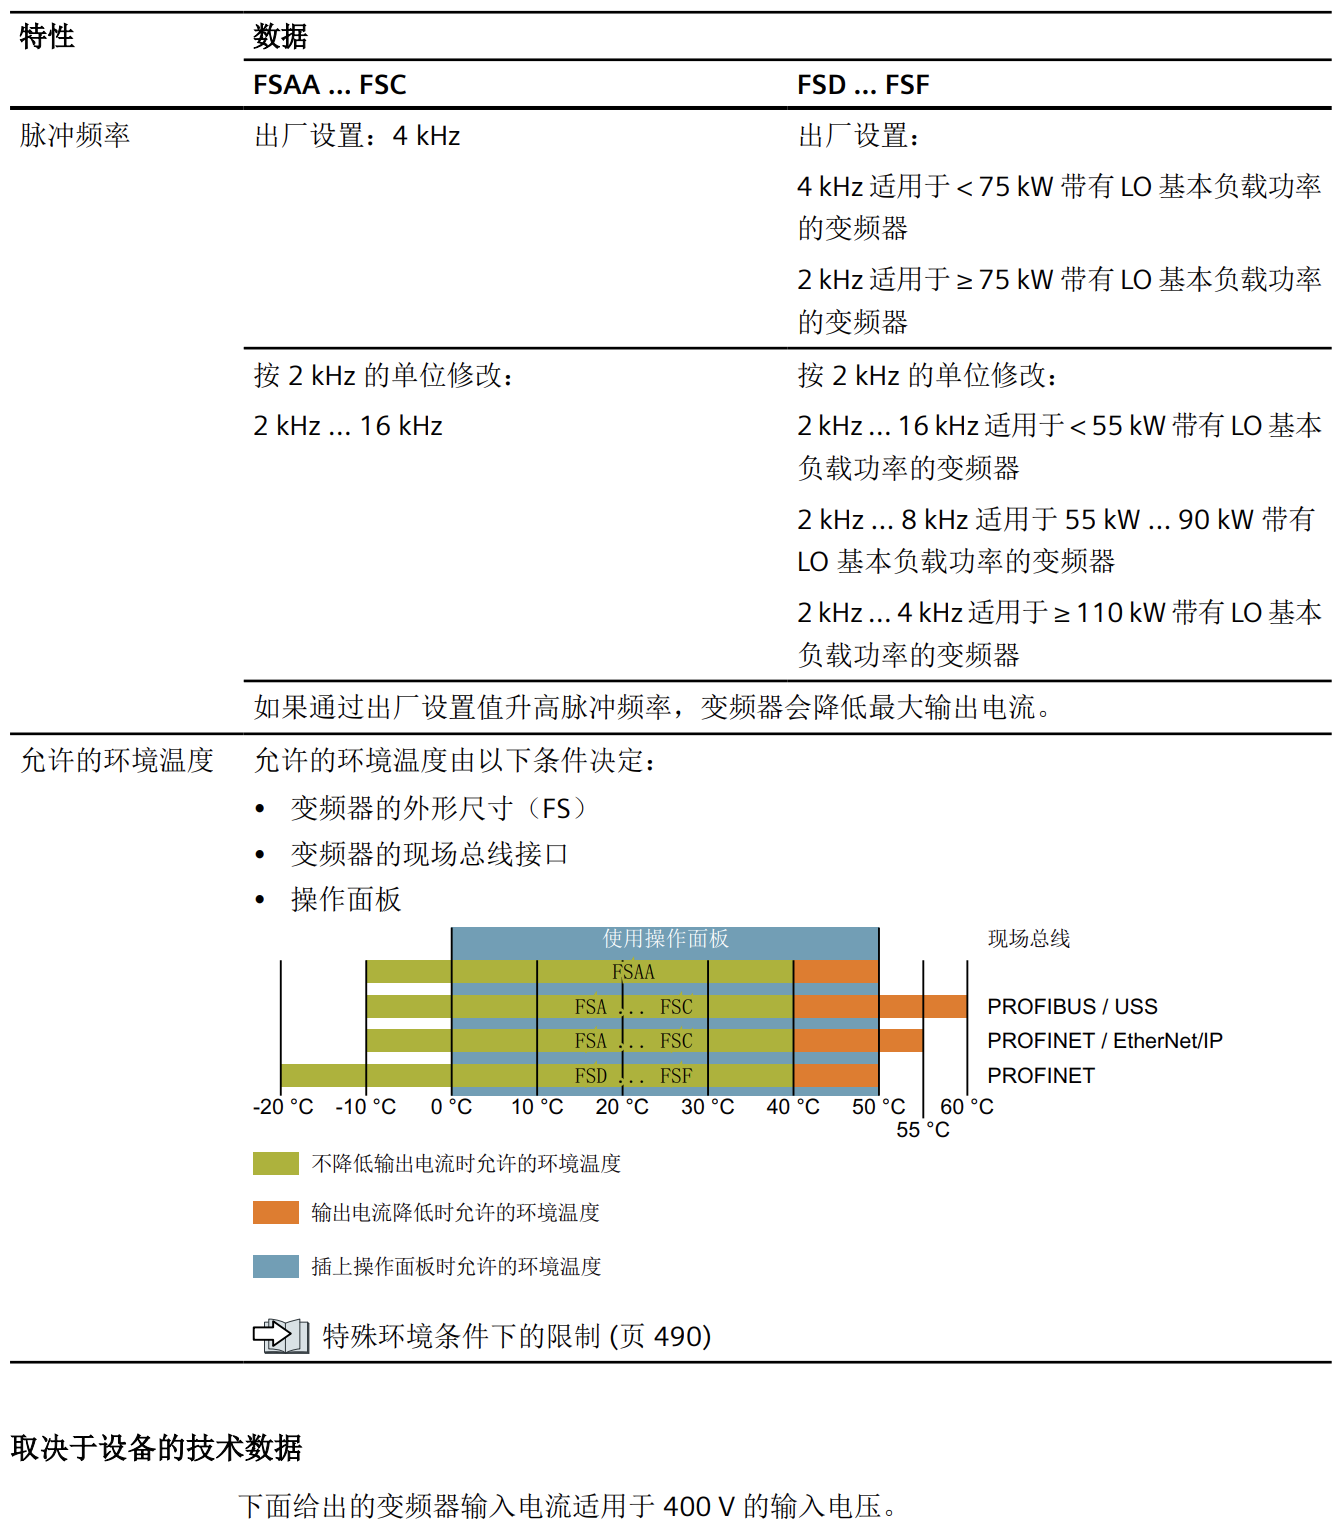 特性 数据
FSAA … FSC FSD … FSF
脉冲频率 出厂设置：4 kHz 出厂设置：
4 kHz 适用于 < 75 kW 带有 LO 基本负载功率
的变频器
2 kHz 适用于 ≥ 75 kW 带有 LO 基本负载功率
的变频器
按 2 kHz 的单位修改： 按 2 kHz 的单位修改：
2 kHz … 16 kHz 2 kHz … 16 kHz 适用于 < 55 kW 带有 LO 基本
负载功率的变频器
2 kHz … 8 kHz 适用于 55 kW … 90 kW 带有
LO 基本负载功率的变频器
2 kHz … 4 kHz 适用于 ≥ 110 kW 带有 LO 基本
负载功率的变频器
如果通过出厂设置值升高脉冲频率，变频器会降低最大输出电流。
允许的环境温度 允许的环境温度由以下条件决定：
• 变频器的外形尺寸（FS）
• 变频器的现场总线接口
• 操作面板
使用操作面板 现场总线
FSAA
FSA ... FSC PROFIBUS / USS
FSA ... FSC PROFINET / EtherNet/IP
FSD ... FSF PROFINET
-20 °C -10 °C 0 °C 10 °C 20 °C 30 °C 40 °C 50 °C 60 °C
55 °C
不降低输出电流时允许的环境温度
输出电流降低时允许的环境温度
插上操作面板时允许的环境温度
特殊环境条件下的限制 (页 490)
取决于设备的技术数据
下面给出的变频器输入电流适用于 400 V 的输入电压。